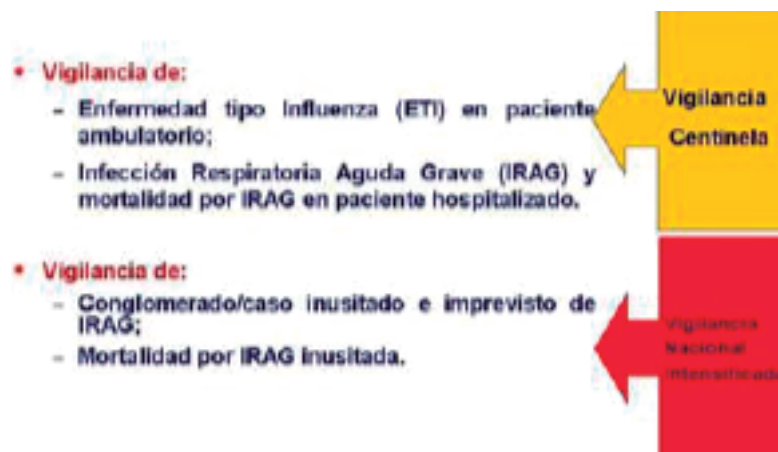 • Vigilancia de:
– Enfermedad tipo Influenza (ETI) en paciente
ambulatorio;
– Infección Respiratoria Aguda Grave (IRAG) y
mortalidad por IRAG en paciente hospitalizado.
Vigilancia
Centinela
• Vigilancia de:
– Conglomerado/caso inusitado e imprevisto de
IRAG;
– Mortalidad por IRAG inusitada.
Vigilancia
Nacional
Intensificada